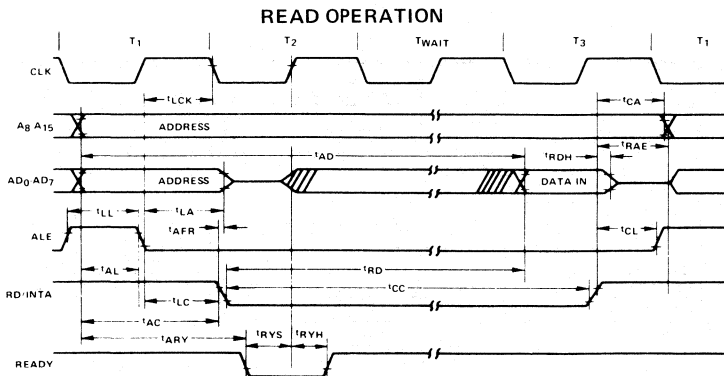 READ OPERATION
T1 T2 TWAIT T3 T1
CLK
tLCK tCA
A8 A15 ADDRESS
tRAE
tAD
tRDH
AD0-AD7 ADDRESS DATA IN
tLL tLA
tAFR tCL
ALE
tAL tRD
tCC
RD/INTA tLC
tAC
tARY tRYS tRYH
READY